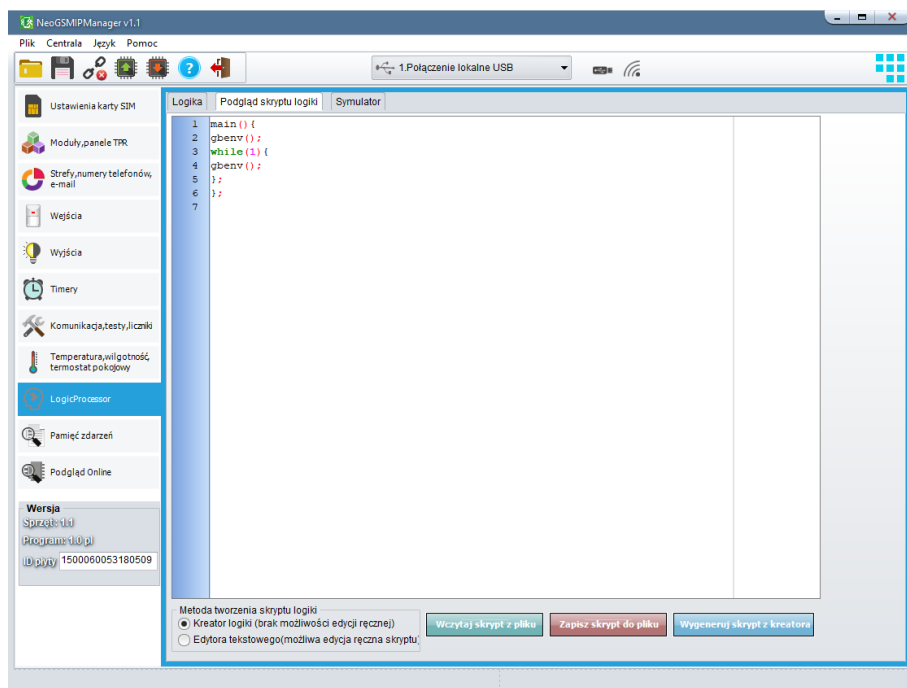 NeoGSMIPManager v1.1
Plik Centrala Język Pomoc
1.Połączenie lokalne USB
Ustawienia karty SIM
Moduły,panele TPR
Strefy,numery telefonów,
e-mail
Wejścia
Wyjścia
Timery
Komunikacja,testy,liczniki
Temperatura,wilgotność,
termostat pokojowy
LogicProcessor
Pamięć zdarzeń
Podgląd Online
Wersja
Sprzęt: 1.1
Program: 1.0 pl
ID płyty 1500060053180509
Logika Podgląd skryptu logiki Symulator
1 main(){
2 gbenv();
3 while(1){
4 gbenv();
5 };
6 };
7
Metoda tworzenia skryptu logiki
Kreator logiki (brak możliwości edycji ręcznej)
Edytora tekstowego(możliwa edycja ręczna skryptu)
Wczytaj skrypt z pliku Zapisz skrypt do pliku Wygeneruj skrypt z kreatora